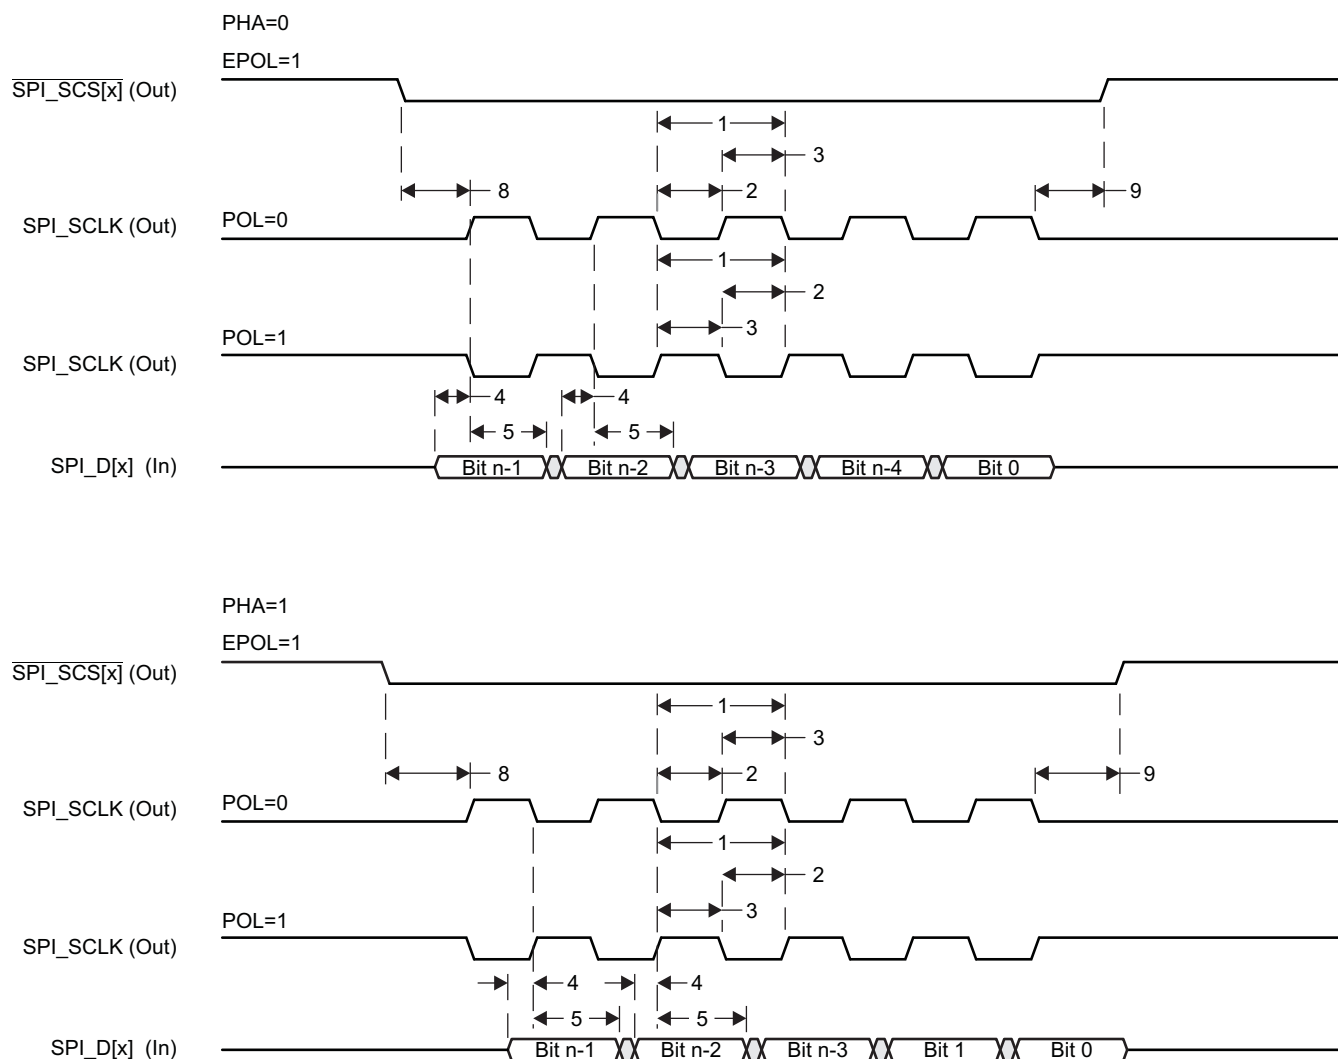 PHA=0
EPOL=1
SPI_SCS[x] (Out)
1
3
8
2
9
SPI_SCLK (Out)
POL=0
1
2
3
POL=1
SPI_SCLK (Out)
4
4
5
5
SPI_D[x] (In)
Bit n-1
Bit n-2
Bit n-3
Bit n-4
Bit 0
PHA=1
EPOL=1
SPI_SCS[x] (Out)
1
3
8
2
9
SPI_SCLK (Out)
POL=0
1
2
3
POL=1
SPI_SCLK (Out)
4
4
5
5
SPI_D[x] (In)
Bit n-1
Bit n-2
Bit n-3
Bit 1
Bit 0